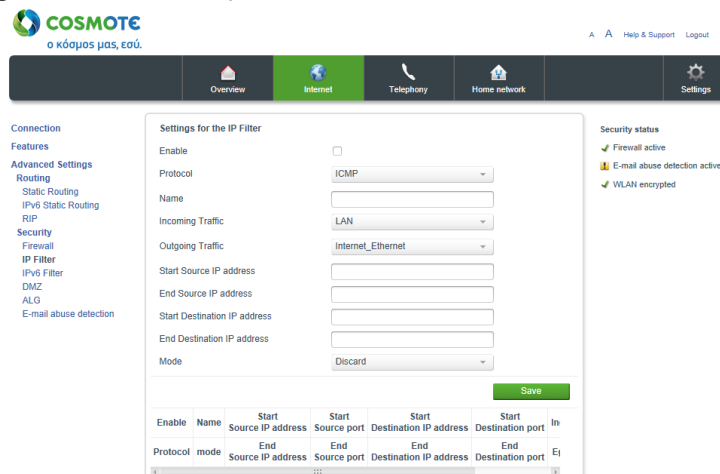 COSMOTE
ο κόσμος μας, εσύ.
A A Help & Support Logout
Overview Internet Telephony Home network Settings
Connection
Features
Advanced Settings
Routing
Static Routing
IPv6 Static Routing
RIP
Security
Firewall
IP Filter
IPv6 Filter
DMZ
ALG
E-mail abuse detection
Settings for the IP Filter
Enable
Protocol ICMP
Name
Incoming Traffic LAN
Outgoing Traffic Internet_Ethernet
Start Source IP address
End Source IP address
Start Destination IP address
End Destination IP address
Mode Discard
Save
Enable Name Start Source IP address Start Source port Start Destination IP address Start Destination port
Protocol mode End Source IP address End Source port End Destination IP address End Destination port
Security status
Firewall active
E-mail abuse detection active
WLAN encrypted